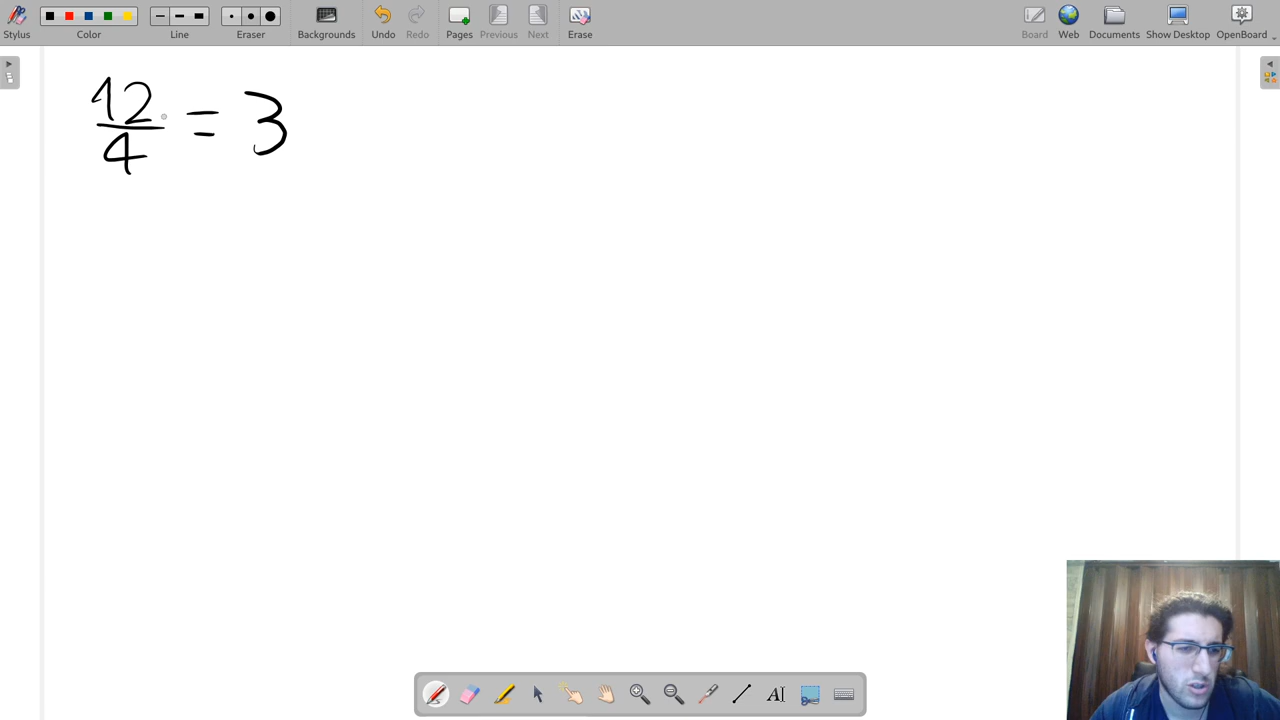 Stylus Color Line Eraser Backgrounds Undo Redo Pages Previous Next Erase Board Web Documents Show Desktop OpenBoard
12/4 = 3
AI